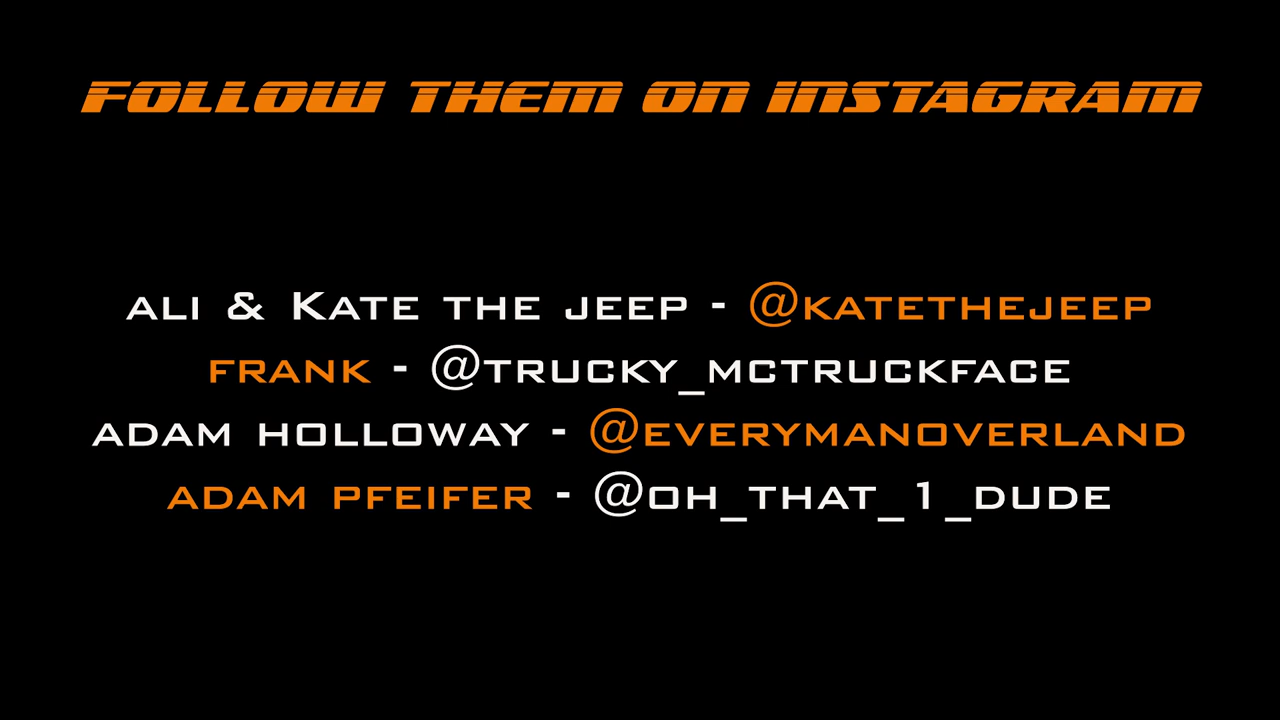 FOLLOW THEM ON INSTAGRAM
ALI & KATE THE JEEP - @KATETHEJEEP
FRANK - @TRUCKY_MCTRUCKFACE
ADAM HOLLOWAY - @EVERYMANOVERLAND
ADAM PFEIFER - @OH_THAT_1_DUDE